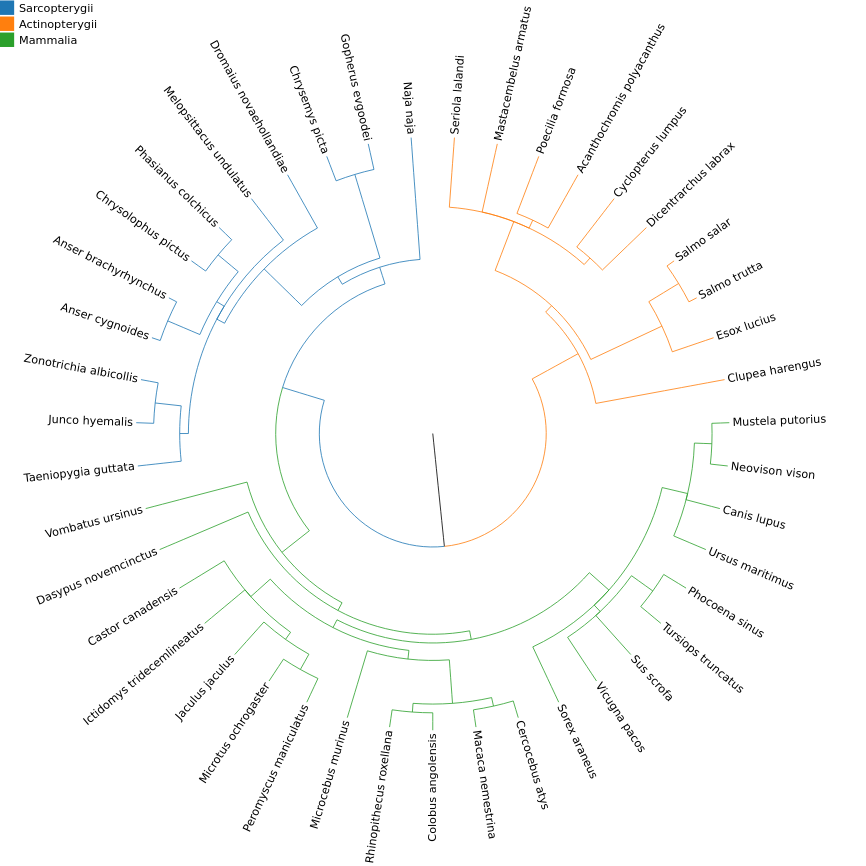 Sarcopterygii
Actinopterygii
Mammalia
Seriola lalandi
Mastacembelus armatus
Poecilia formosa
Acanthochromis polyacanthus
Cyclopterus lumpus
Dicentrarchus labrax
Salmo salar
Salmo trutta
Esox lucius
Clupea harengus
Mustela putorius
Neovison vison
Canis lupus
Ursus maritimus
Phocoena sinus
Tursiops truncatus
Sus scrofa
Vicugna pacos
Sorex araneus
Cercocebus atys
Macaca nemestrina
Colobus angolensis
Rhinopithecus roxellana
Microcebus murinus
Peromyscus maniculatus
Microtus ochrogaster
Jaculus jaculus
Ictidomys tridecemlineatus
Castor canadensis
Dasypus novemcinctus
Vombatus ursinus
Taeniopygia guttata
Junco hyemalis
Zonotrichia albicollis
Anser cygnoides
Anser brachyrhynchus
Chrysolophus pictus
Phasianus colchicus
Melopsittacus undulatus
Dromaius novaehollandiae
Chrysemys picta
Gopherus evgoodei
Naja naja